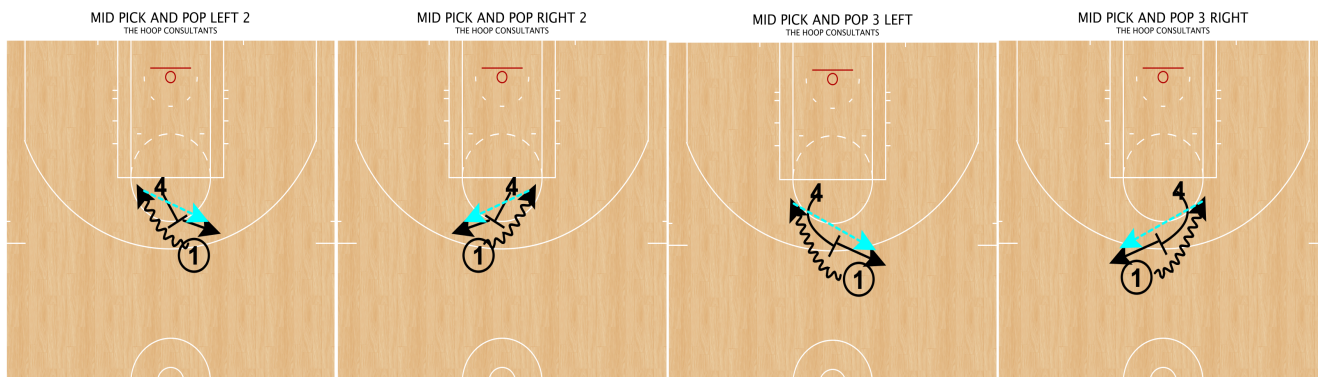 MID PICK AND POP LEFT 2
THE HOOP CONSULTANTS
4
1
MID PICK AND POP RIGHT 2
THE HOOP CONSULTANTS
4
1
MID PICK AND POP 3 LEFT
THE HOOP CONSULTANTS
4
1
MID PICK AND POP 3 RIGHT
THE HOOP CONSULTANTS
4
1